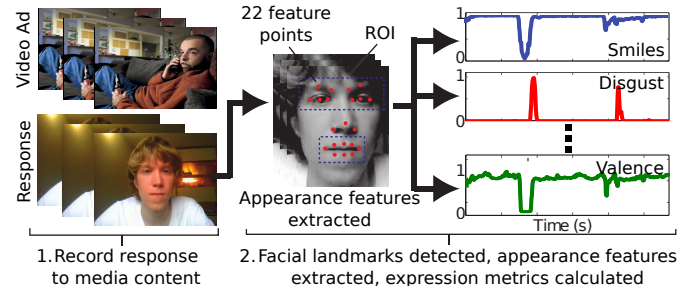 Video Ad
Response
22 feature
points
ROI
Appearance features
extracted
1
0
Smiles
1
0
Disgust
1
0
Valence
Time (s)
1. Record response
to media content
2. Facial landmarks detected, appearance features
extracted, expression metrics calculated